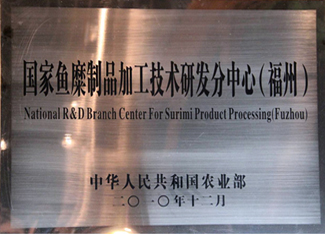 国家鱼糜制品加工技术研发分中心（福州）
National R&D Branch Center For Surimi Product Processing(Fuzhou)
中华人民共和国农业部
二〇一〇年十二月